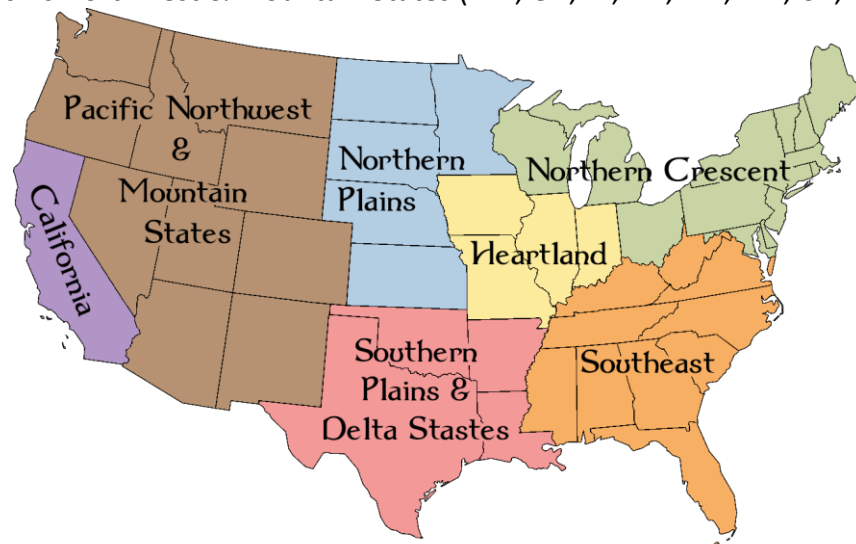 Pacific Northwest
&
Mountain
States
California
Northern
Plains
Northern Crescent
Heartland
Southeast
Southern
Plains &
Delta Stastes